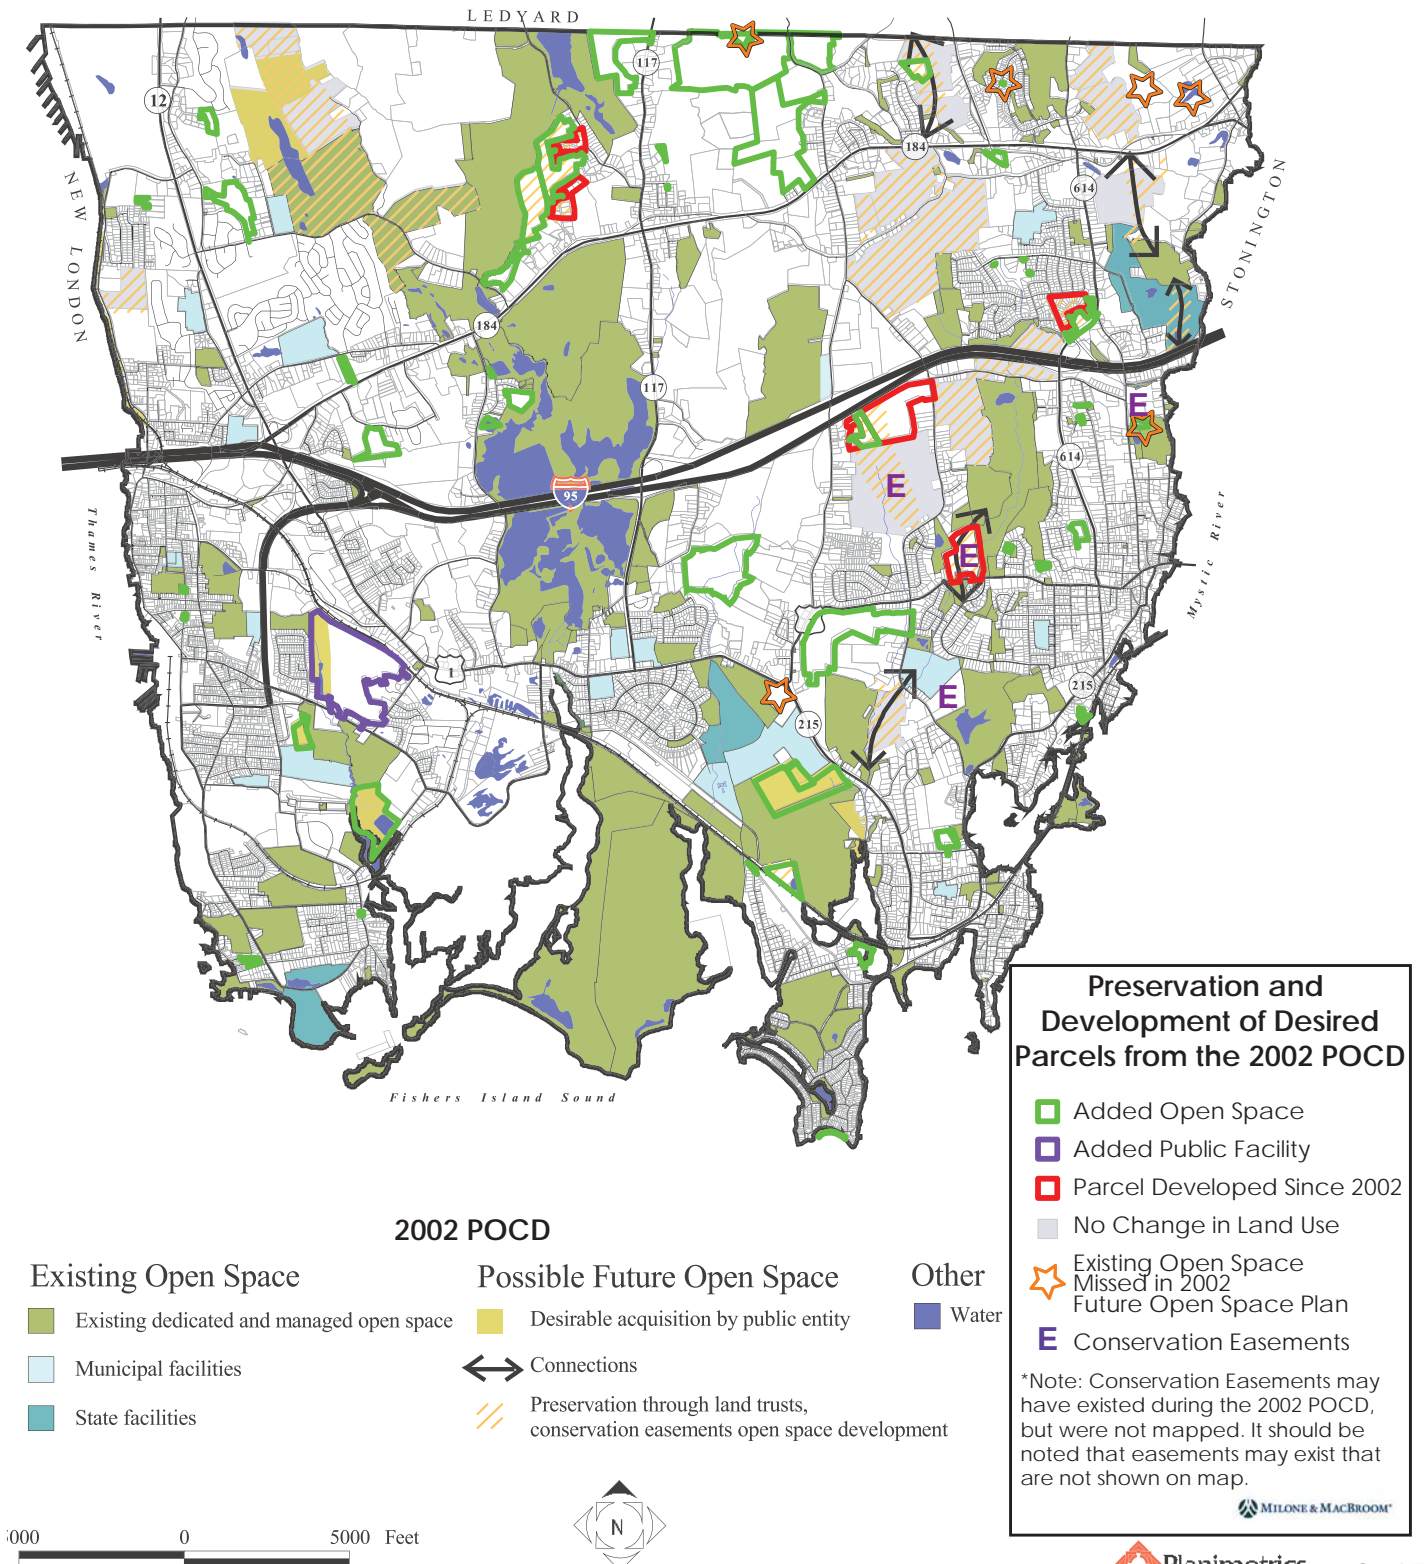 LEDYARD
117
12
184
614
NEW LONDON
STONINGTON
184
117
E
614
E
95
E
Thames River
Mystic River
1
E
215
215
Fishers Island Sound
Preservation and
Development of Desired
Parcels from the 2002 POCD
Added Open Space
Added Public Facility
Parcel Developed Since 2002
No Change in Land Use
Existing Open Space
Missed in 2002
Future Open Space Plan
E Conservation Easements
*Note: Conservation Easements may
have existed during the 2002 POCD,
but were not mapped. It should be
noted that easements may exist that
are not shown on map.
MILONE & MACBROOM
2002 POCD
Existing Open Space
Existing dedicated and managed open space
Municipal facilities
State facilities
Possible Future Open Space
Desirable acquisition by public entity
Connections
Preservation through land trusts,
conservation easements open space development
Other
Water
N
5000 0 5000 Feet
Planimetrics